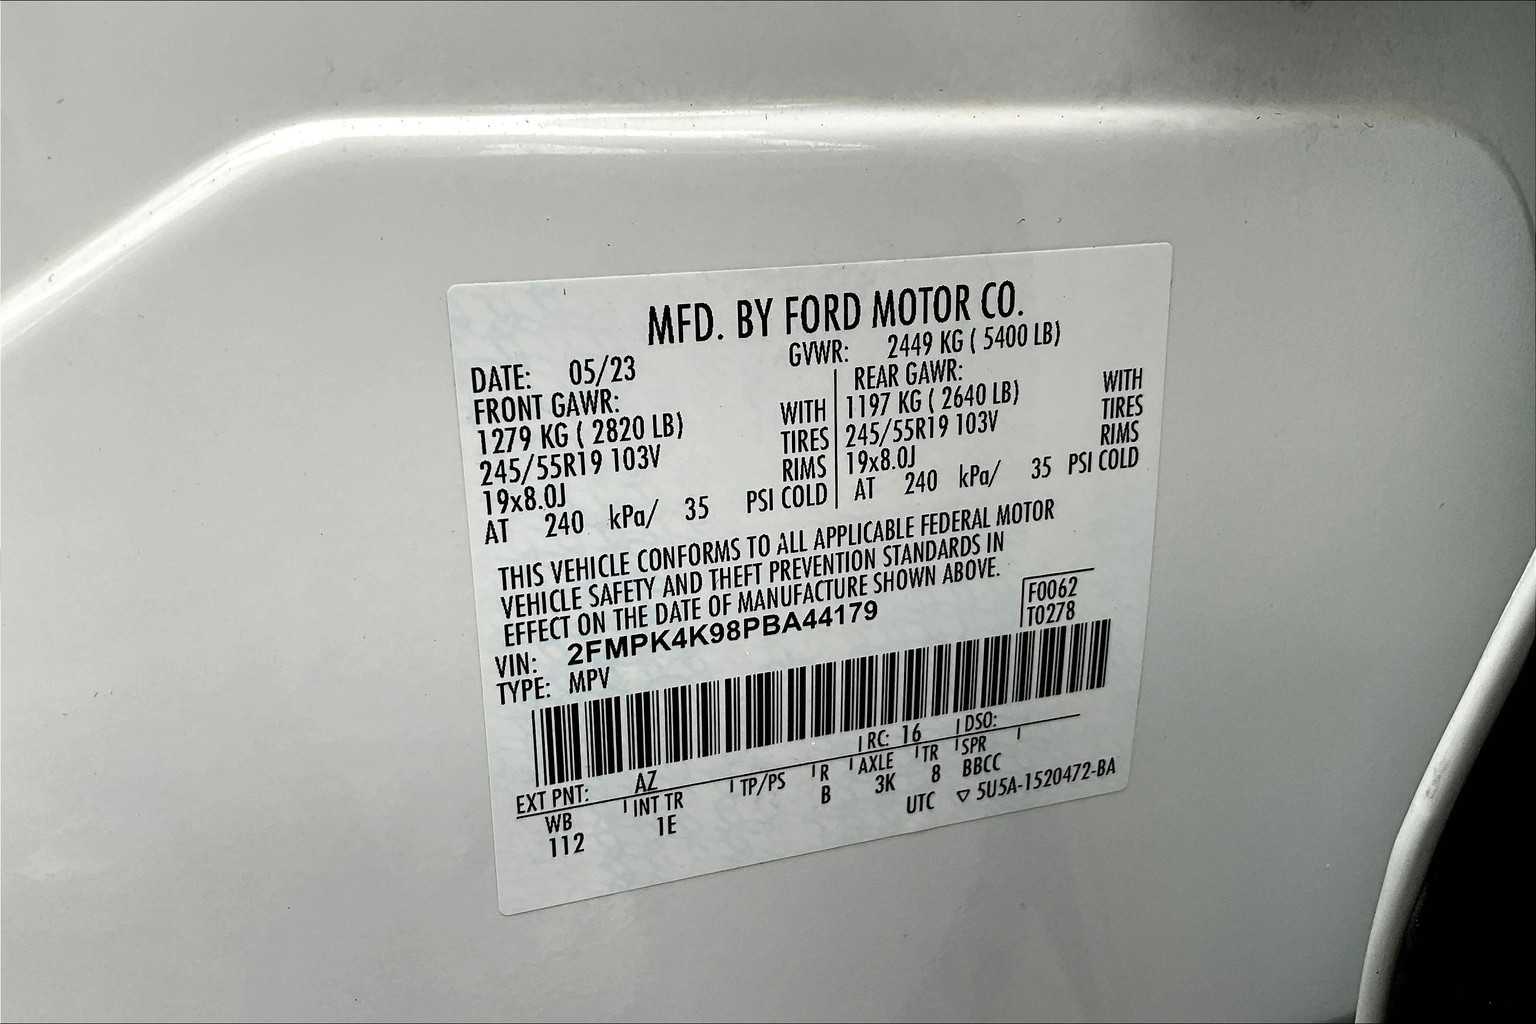 MFD. BY FORD MOTOR CO.
DATE: 05/23 GVWR: 2449 KG ( 5400 LB)
FRONT GAWR:
1279 KG ( 2820 LB) WITH
245/55R19 103V TIRES
19x8.0J RIMS
AT 240 kPa/ 35 PSI COLD
REAR GAWR:
1197 KG ( 2640 LB) WITH
245/55R19 103V TIRES
19x8.0J RIMS
AT 240 kPa/ 35 PSI COLD
THIS VEHICLE CONFORMS TO ALL APPLICABLE FEDERAL MOTOR
VEHICLE SAFETY AND THEFT PREVENTION STANDARDS IN
EFFECT ON THE DATE OF MANUFACTURE SHOWN ABOVE.
F0062
T0278
VIN: 2FMPK4K98PBA44179
TYPE: MPV
EXT PNT: AZ RC: 16 DSO:
WB INT TR TP/PS R AXLE TR SPR
112 1E B 3K 8 BBCC
UTC ▽ 5U5A-1520472-BA